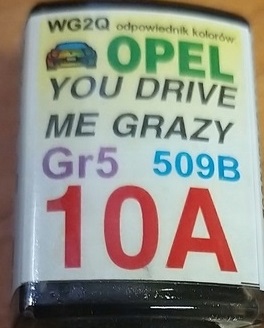 WG2Q odpowiednik kolorów
OPEL
YOU DRIVE
ME GRAZY
Gr5 509B
10A